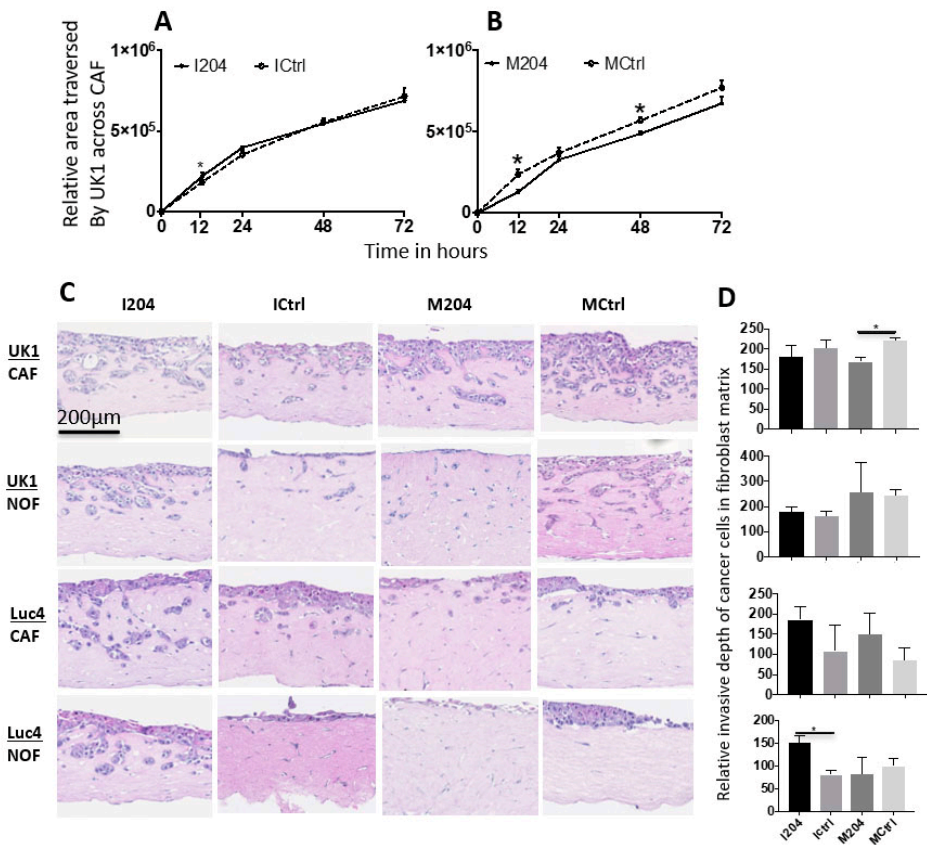 A
B
Relative area traversed
By UK1 across CAF
1×10⁶
I204 ICtrl
5×10⁵
*
0
0 12 24 48 72
1×10⁶
M204 MCtrl
5×10⁵
* *
0
0 12 24 48 72
Time in hours
C
I204 ICtrl M204 MCtrl
UK1
CAF
200µm
UK1
NOF
Luc4
CAF
Luc4
NOF
D
Relative invasive depth of cancer cells in fibroblast matrix
250
200
150
100
50
0
*
400
300
200
100
0
250
200
150
100
50
0
200
150
100
50
0
*
I204 ICtrl M204 MCtrl